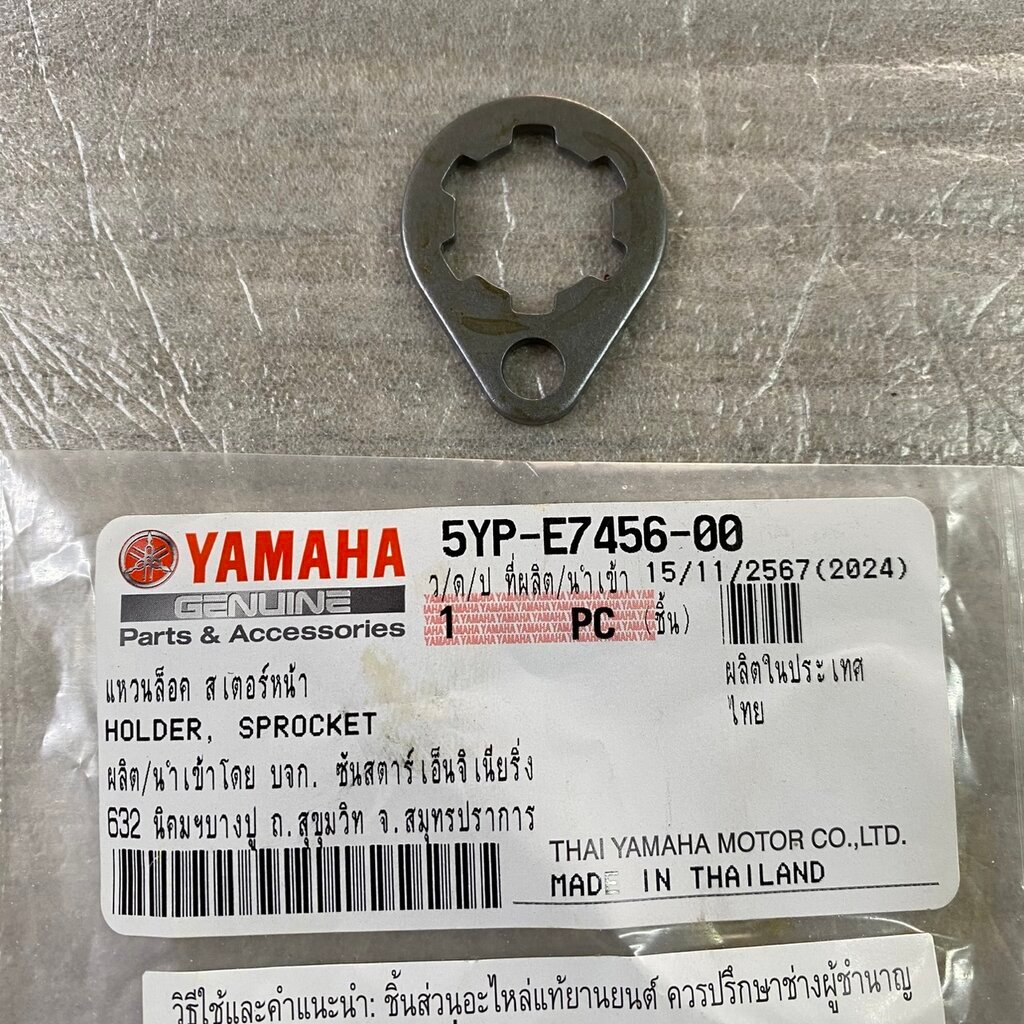 YAMAHA
GENUINE
Parts & Accessories
5YP-E7456-00
ว/ด/ป ที่ผลิต/นำเข้า 15/11/2567(2024)
1 PC (ชิ้น)
แหวนล็อค สเตอร์หน้า
HOLDER, SPROCKET
ผลิตในประเทศ
ไทย
ผลิต/นำเข้าโดย บจก. ซันสตาร์เอ็นจิเนียริ่ง
632 นิคมฯบางปู ถ.สุขุมวิท จ.สมุทรปราการ
THAI YAMAHA MOTOR CO.,LTD.
MADE IN THAILAND
วิธีใช้และคำแนะนำ: ชิ้นส่วนอะไหล่แท้ยานยนต์ ควรปรึกษาช่างผู้ชำนาญ